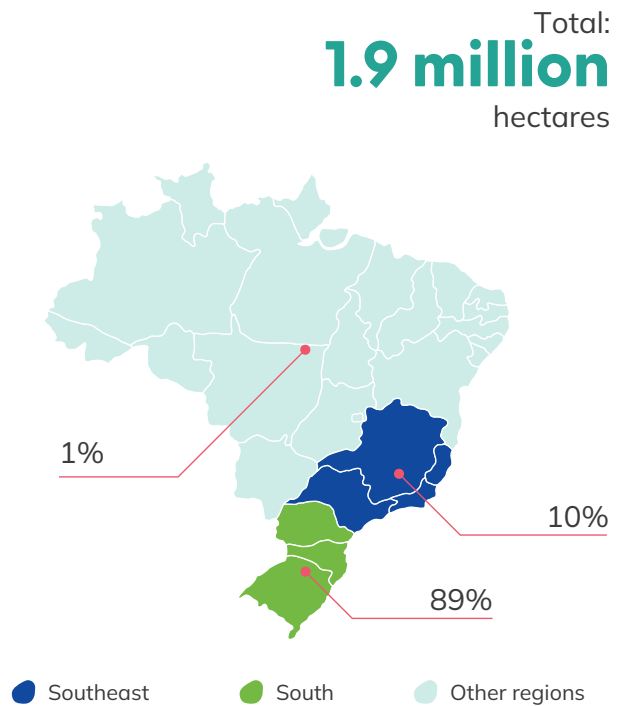 Total:
1.9 million
hectares
1%
10%
89%
Southeast
South
Other regions